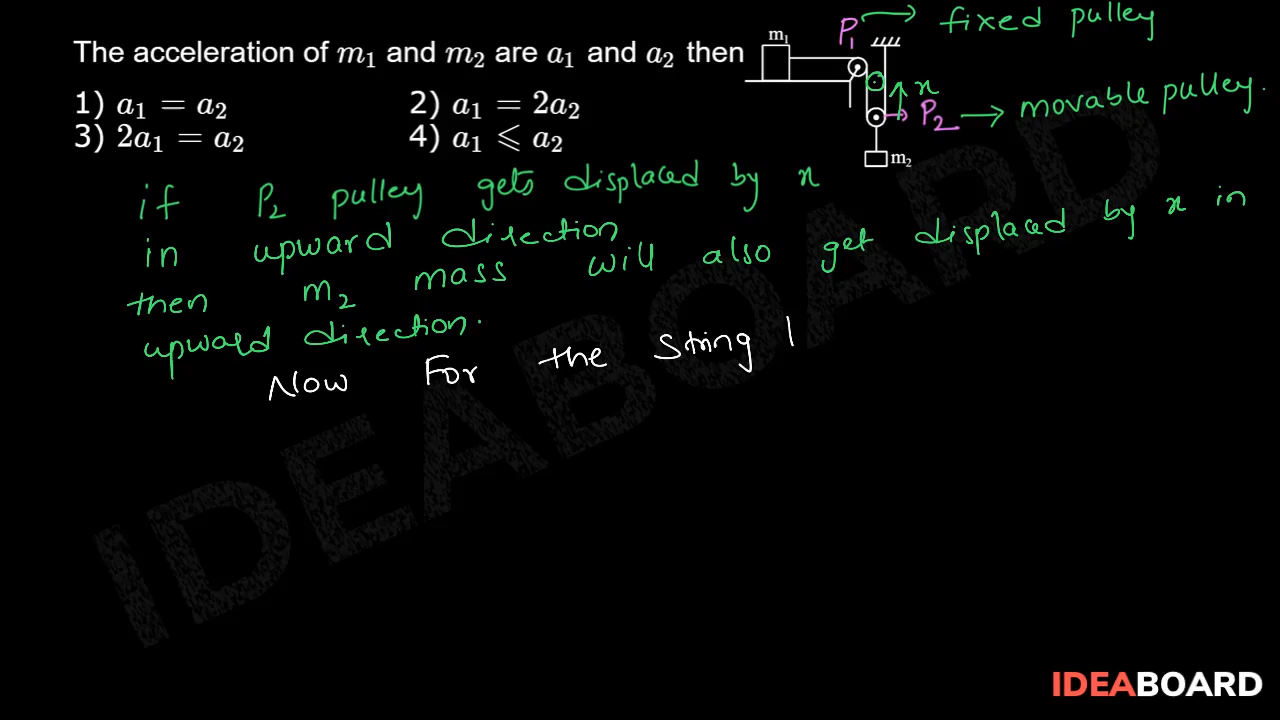 P1 → fixed pulley
The acceleration of m₁ and m₂ are a₁ and a₂ then
m₁
x
P2 → movable pulley.
1) a₁ = a₂ 2) a₁ = 2a₂
3) 2a₁ = a₂ 4) a₁ ⩽ a₂
m₂
if P2 pulley gets displaced by x
in upward direction
then m2 mass will also get displaced by x in
upward direction.
Now For the string l
IDEABOARD
IDEABOARD